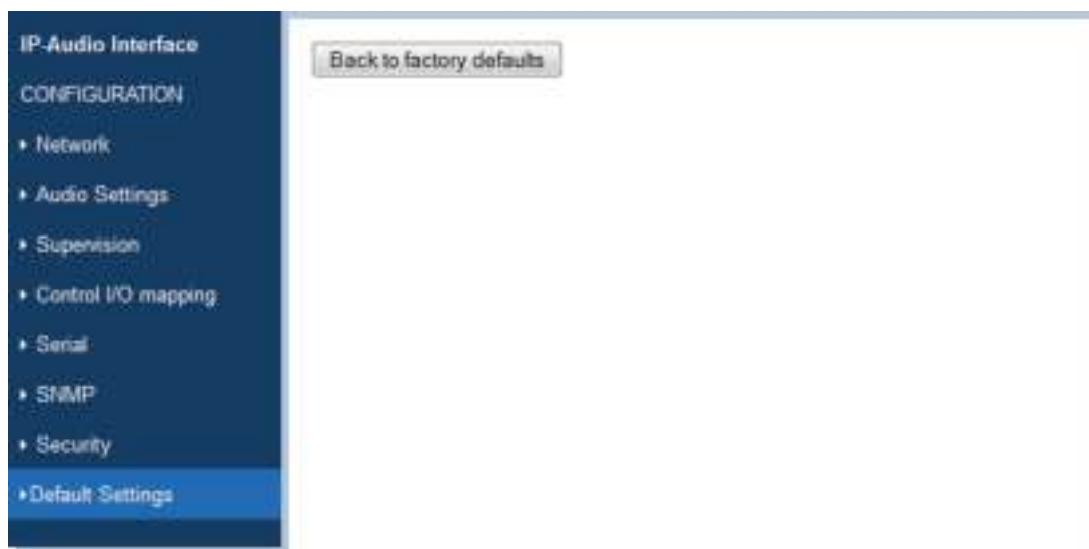 IP-Audio Interface
CONFIGURATION
Network
Audio Settings
Supervision
Control I/O mapping
Serial
SNMP
Security
Default Settings
Back to factory defaults